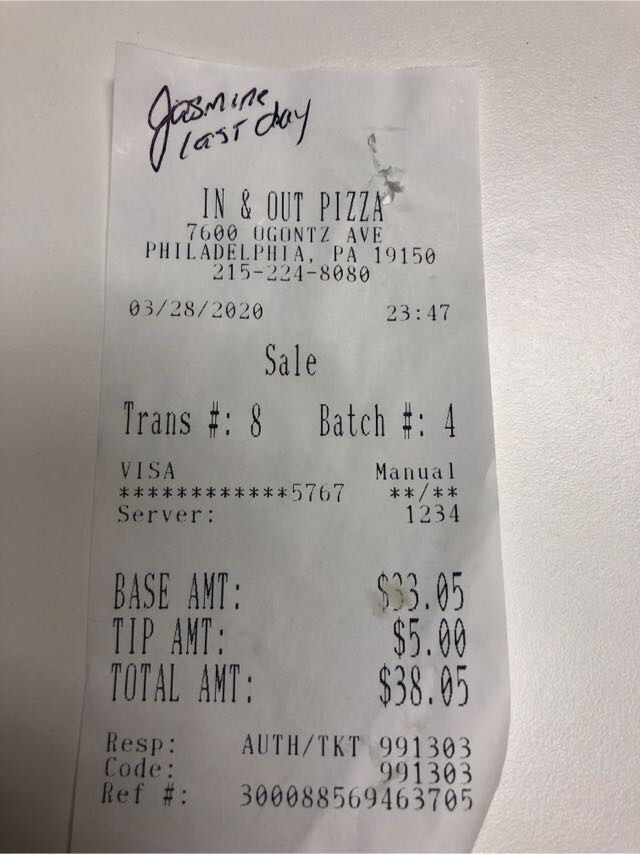 Jasmine
last day
IN & OUT PIZZA
7600 OGONTZ AVE
PHILADELPHIA, PA 19150
215-224-8080
03/28/2020 23:47
Sale
Trans #: 8 Batch #: 4
VISA Manual
************5767 **/**
Server: 1234
BASE AMT: $33.05
TIP AMT: $5.00
TOTAL AMT: $38.05
Resp: AUTH/TKT 991303
Code: 991303
Ref #: 300088569463705